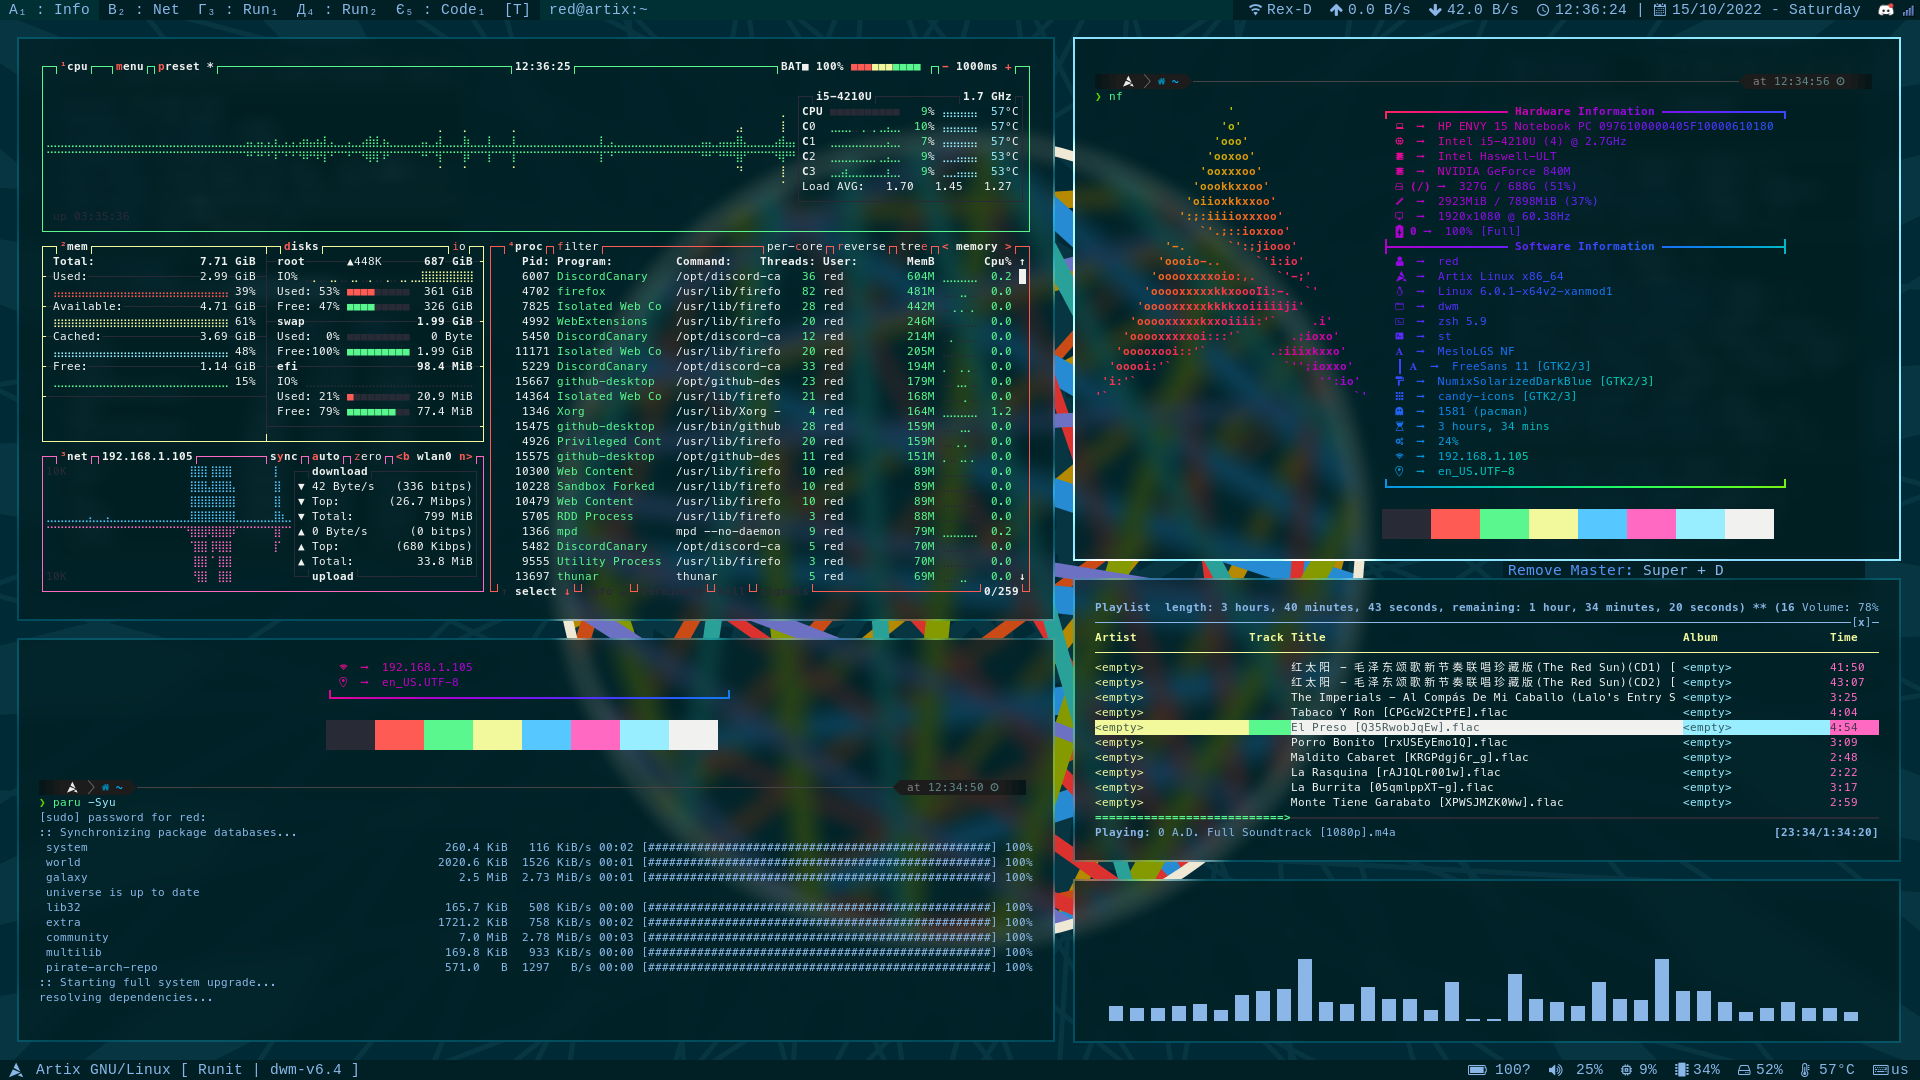 А₁ : Info  В₂ : Net  Г₃ : Run₁  Д₄ : Run₂  Є₅ : Code₁  [T]  red@artix:~
Rex-D  0.0 B/s  42.0 B/s  12:36:24 | 15/10/2022 - Saturday
¹cpu  menu  preset *  12:36:25  BAT■ 100%  - 1000ms +
i5-4210U  1.7 GHz
CPU  9%  57°C
C0  10%  57°C
C1  7%  57°C
C2  9%  53°C
C3  9%  53°C
Load AVG:  1.70  1.45  1.27
up 03:35:36
²mem  disks  io
Total:  7.71 GiB
Used:  2.99 GiB
39%
Available:  4.71 GiB
61%
Cached:  3.69 GiB
48%
Free:  1.14 GiB
15%
root  ▲448K  687 GiB
IO%
Used: 53%  361 GiB
Free: 47%  326 GiB
swap  1.99 GiB
Used:  0%  0 Byte
Free:100%  1.99 GiB
efi  98.4 MiB
IO%
Used: 21%  20.9 MiB
Free: 79%  77.4 MiB
³net  192.168.1.105  sync  auto  zero  <b wlan0 n>
10K
download
▼ 42 Byte/s  (336 bitps)
▼ Top:  (26.7 Mibps)
▼ Total:  799 MiB
▲ 0 Byte/s  (0 bitps)
▲ Top:  (680 Kibps)
▲ Total:  33.8 MiB
upload
10K
⁴proc  filter  per-core  reverse  tree  < memory >
Pid: Program:  Command:  Threads: User:  MemB  Cpu% ↑
6007 DiscordCanary  /opt/discord-ca  36 red  604M  0.2
4702 firefox  /usr/lib/firefo  82 red  481M  0.0
7825 Isolated Web Co  /usr/lib/firefo  28 red  442M  0.0
4992 WebExtensions  /usr/lib/firefo  20 red  246M  0.0
5450 DiscordCanary  /opt/discord-ca  12 red  214M  0.0
11171 Isolated Web Co  /usr/lib/firefo  20 red  205M  0.0
5229 DiscordCanary  /opt/discord-ca  33 red  194M  0.0
15667 github-desktop  /opt/github-des  23 red  179M  0.0
14364 Isolated Web Co  /usr/lib/firefo  21 red  168M  0.0
1346 Xorg  /usr/lib/Xorg -  4 red  164M  1.2
15475 github-desktop  /usr/bin/github  28 red  159M  0.0
4926 Privileged Cont  /usr/lib/firefo  20 red  159M  0.0
15575 github-desktop  /opt/github-des  11 red  151M  0.0
10300 Web Content  /usr/lib/firefo  10 red  89M  0.0
10228 Sandbox Forked  /usr/lib/firefo  10 red  89M  0.0
10479 Web Content  /usr/lib/firefo  10 red  89M  0.0
5705 RDD Process  /usr/lib/firefo  3 red  88M  0.0
1366 mpd  mpd --no-daemon  9 red  79M  0.2
5482 DiscordCanary  /opt/discord-ca  5 red  70M  0.0
9555 Utility Process  /usr/lib/firefo  3 red  70M  0.0
13697 thunar  thunar  5 red  69M  0.0 ↓
select ↓  0/259
at 12:34:56
~
❯ nf
Hardware Information
→ HP ENVY 15 Notebook PC 0976100000405F10000610180
→ Intel i5-4210U (4) @ 2.7GHz
→ Intel Haswell-ULT
→ NVIDIA GeForce 840M
(/) → 327G / 688G (51%)
→ 2923MiB / 7898MiB (37%)
→ 1920x1080 @ 60.38Hz
0 → 100% [Full]
Software Information
→ red
→ Artix Linux x86_64
→ Linux 6.0.1-x64v2-xanmod1
→ dwm
→ zsh 5.9
→ st
→ MesloLGS NF
→ FreeSans 11 [GTK2/3]
→ NumixSolarizedDarkBlue [GTK2/3]
→ candy-icons [GTK2/3]
→ 1581 (pacman)
→ 3 hours, 34 mins
→ 24%
→ 192.168.1.105
→ en_US.UTF-8
Remove Master: Super + D
Playlist  length: 3 hours, 40 minutes, 43 seconds, remaining: 1 hour, 34 minutes, 20 seconds) ** (16 Volume: 78%
[x]
Artist  Track Title  Album  Time
<empty>  红太阳 - 毛泽东颂歌新节奏联唱珍藏版(The Red Sun)(CD1) [ <empty>  41:50
<empty>  红太阳 - 毛泽东颂歌新节奏联唱珍藏版(The Red Sun)(CD2) [ <empty>  43:07
<empty>  The Imperials - Al Compás De Mi Caballo (Lalo's Entry S <empty>  3:25
<empty>  Tabaco Y Ron [CPGcW2CtPfE].flac  <empty>  4:04
<empty>  El Preso [Q35RwobJqEw].flac  <empty>  4:54
<empty>  Porro Bonito [rxUSEyEmo1Q].flac  <empty>  3:09
<empty>  Maldito Cabaret [KRGPdgj6r_g].flac  <empty>  2:48
<empty>  La Rasquina [rAJ1QLr001w].flac  <empty>  2:22
<empty>  La Burrita [05qmlppXT-g].flac  <empty>  3:17
<empty>  Monte Tiene Garabato [XPWSJMZK0Ww].flac  <empty>  2:59
Playing: 0 A.D. Full Soundtrack [1080p].m4a  [23:34/1:34:20]
→ 192.168.1.105
→ en_US.UTF-8
~  at 12:34:50
❯ paru -Syu
[sudo] password for red:
:: Synchronizing package databases...
system  260.4 KiB  116 KiB/s 00:02 [#################################################] 100%
world  2020.6 KiB  1526 KiB/s 00:01 [#################################################] 100%
galaxy  2.5 MiB  2.73 MiB/s 00:01 [#################################################] 100%
universe is up to date
lib32  165.7 KiB  508 KiB/s 00:00 [#################################################] 100%
extra  1721.2 KiB  758 KiB/s 00:02 [#################################################] 100%
community  7.0 MiB  2.78 MiB/s 00:03 [#################################################] 100%
multilib  169.8 KiB  933 KiB/s 00:00 [#################################################] 100%
pirate-arch-repo  571.0   B  1297   B/s 00:00 [#################################################] 100%
:: Starting full system upgrade...
resolving dependencies...
Artix GNU/Linux [ Runit | dwm-v6.4 ]
100?  25%  9%  34%  52%  57°C  us